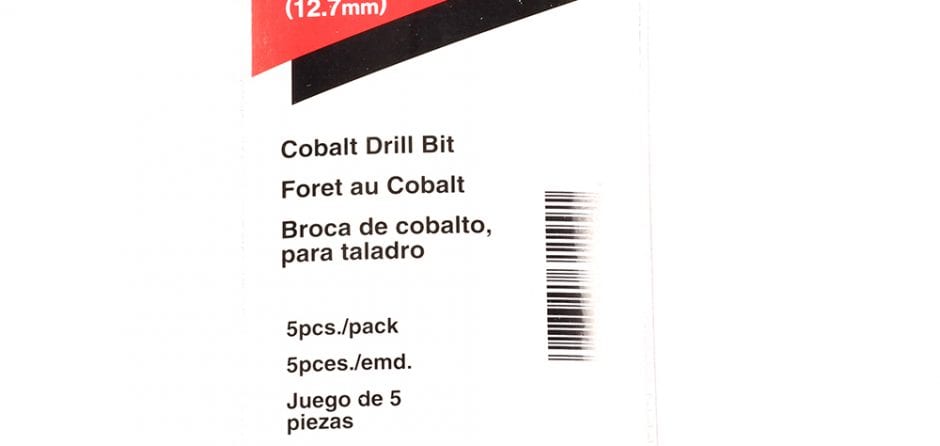 (12.7mm)
Cobalt Drill Bit
Foret au Cobalt
Broca de cobalto,
para taladro
5pcs./pack
5pces./emd.
Juego de 5
piezas